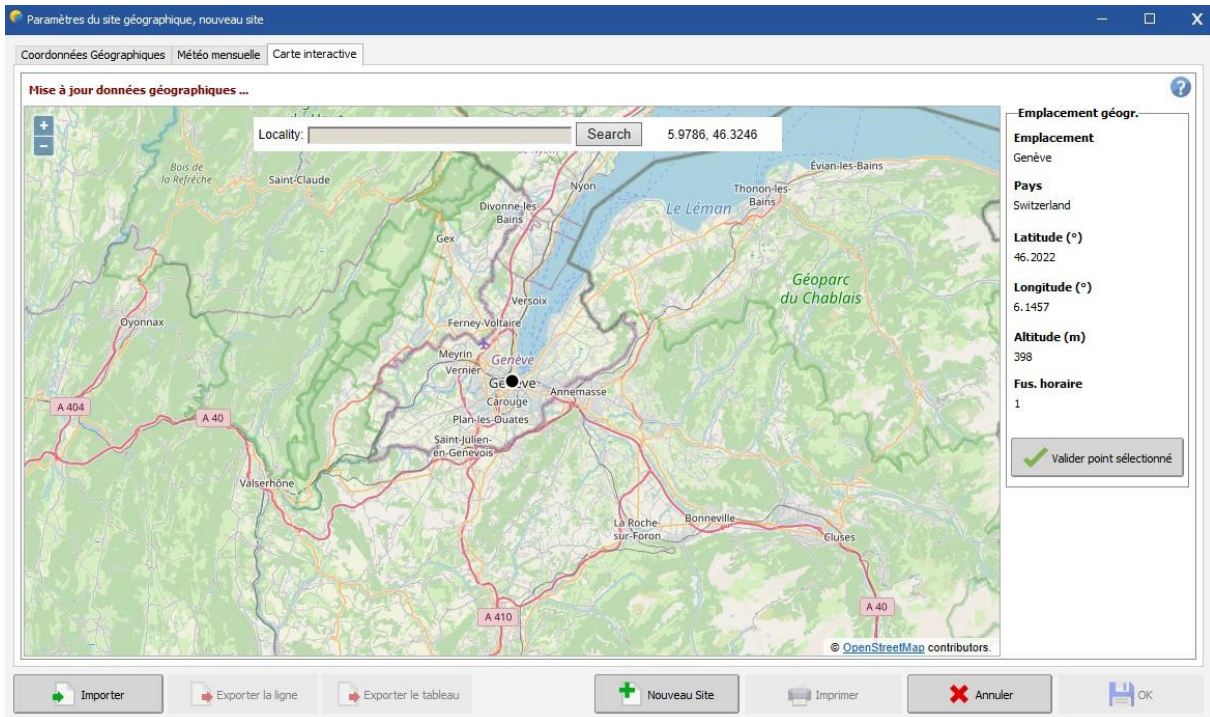 Paramètres du site géographique, nouveau site
Coordonnées Géographiques
Météo mensuelle
Carte interactive
Mise à jour données géographiques ...
Locality:
Search
5.9786, 46.3246
Bois de
la Refrèche
Saint-Claude
Nyon
Évian-les-Bains
Thonon-les-
Bains
Divonne-les-
Bains
Le Léman
Gex
Géoparc
du Chablais
Versoix
Oyonnax
Ferney-Voltaire
Meyrin
Genève
Vernier
Genève
Annemasse
A 404
A 40
Carouge
Plan-les-Ouates
Saint-Julien-
en-Genevois
Valserhône
La Roche-
sur-Foron
Bonneville
Cluses
A 410
A 40
© OpenStreetMap contributors.
Emplacement géogr.
Emplacement
Genève
Pays
Switzerland
Latitude (°)
46.2022
Longitude (°)
6.1457
Altitude (m)
398
Fus. horaire
1
Valider point sélectionné
Importer
Exporter la ligne
Exporter le tableau
Nouveau Site
Imprimer
Annuler
OK